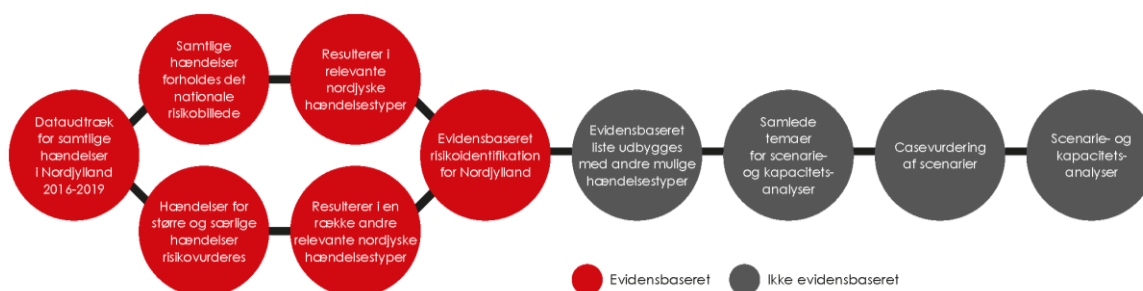 Dataudtræk
for samtlige
hændelser
i Nordjylland
2016-2019
Samtlige
hændelser
forholdes det
nationale
risikobillede
Resulterer i
relevante
nordjyske
hændelsestyper
Hændelser for
større og særlige
hændelser
risikovurderes
Resulterer i en
række andre
relevante nordjyske
hændelsestyper
Evidensbaseret
risikoidentifikation
for Nordjylland
Evidensbaseret
liste udbygges
med andre mulige
hændelsestyper
Samlede
temaer
for scenarie-
og kapacitets-
analyser
Casevurdering
af scenarier
Scenarie- og
kapacitets-
analyser
Evidensbaseret
Ikke evidensbaseret